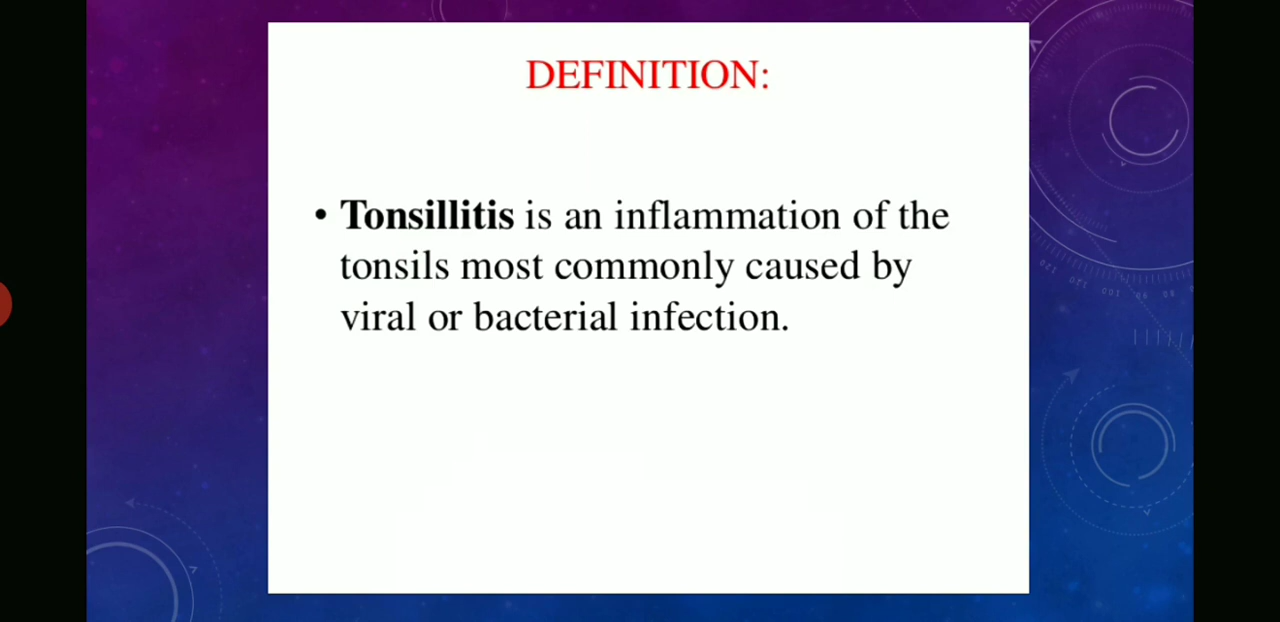 DEFINITION:
• Tonsillitis is an inflammation of the
tonsils most commonly caused by
viral or bacterial infection.